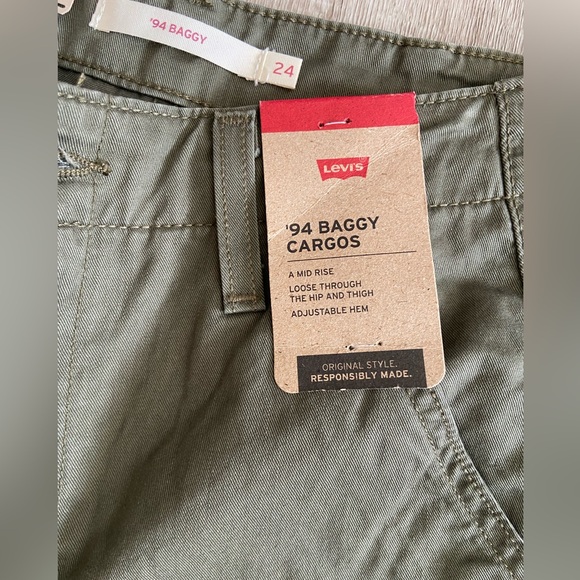 '94 BAGGY
24
Levi's
'94 BAGGY
CARGOS
A MID RISE
LOOSE THROUGH
THE HIP AND THIGH
ADJUSTABLE HEM
ORIGINAL STYLE.
RESPONSIBLY MADE.